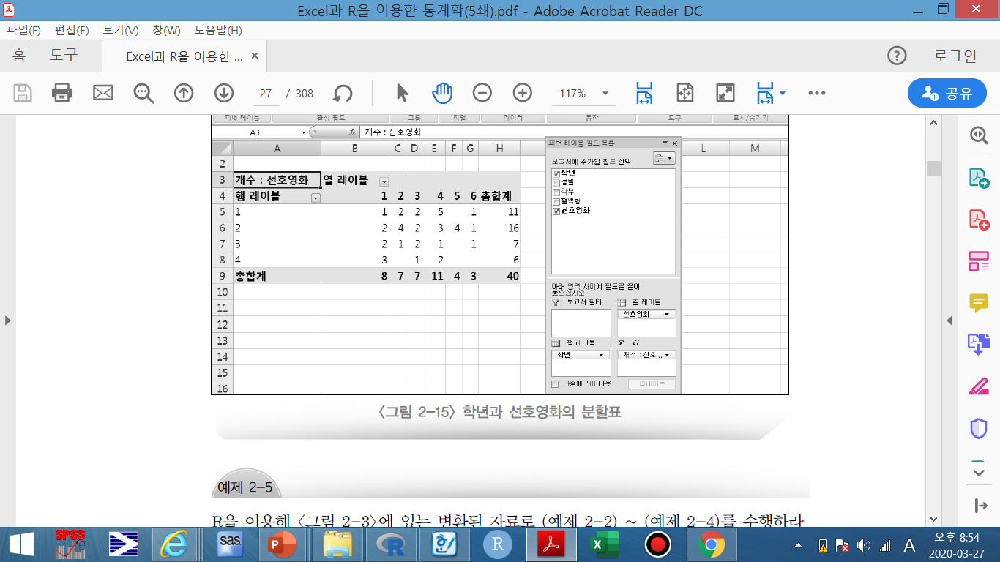 Excel과 R을 이용한 통계학(5쇄).pdf - Adobe Acrobat Reader DC
파일(F) 편집(E) 보기(V) 창(W) 도움말(H)
홈 도구 Excel과 R을 이용한 ... × 로그인
27 / 308 117% 공유
피벗 테이블 활성 필드 그룹 정렬 데이터 동작 도구 표시/숨기기
A3 fx 개수 : 선호영화
A B C D E F G H L M
피벗 테이블 필드 목록
보고서에 추가할 필드 선택:
학년
성별
학부
혈액형
선호영화
2
3 개수 : 선호영화 열 레이블
4 행 레이블 1 2 3 4 5 6 총합계
5 1 1 2 2 5 1 11
6 2 2 4 2 3 4 1 16
7 3 2 1 2 1 1 7
8 4 3 1 2 6
9 총합계 8 7 7 11 4 3 40
10
11
12
13
14
15
16
아래 영역 사이에 필드를 끌어
놓으십시오.
보고서 필터 열 레이블
선호영화
행 레이블 Σ 값
학년 개수 : 선호...
나중에 레이아웃 ... 업데이트
〈그림 2-15〉 학년과 선호영화의 분할표
예제 2-5
R을 이용해 〈그림 2-3〉에 있는 변환된 자료로 (예제 2-2) ~ (예제 2-4)를 수행하라
SPSS
sas
P
R
R
A
오후 8:54
2020-03-27